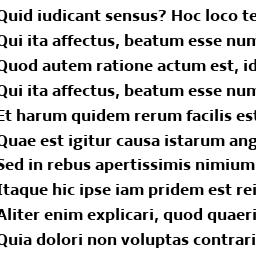 Quid iudicant sensus? Hoc loco te
Qui ita affectus, beatum esse num
Quod autem ratione actum est, id
Qui ita affectus, beatum esse num
Et harum quidem rerum facilis est
Quae est igitur causa istarum ang
Sed in rebus apertissimis nimium
Itaque hic ipse iam pridem est rei
Aliter enim explicari, quod quaeri
Quia dolori non voluptas contrari